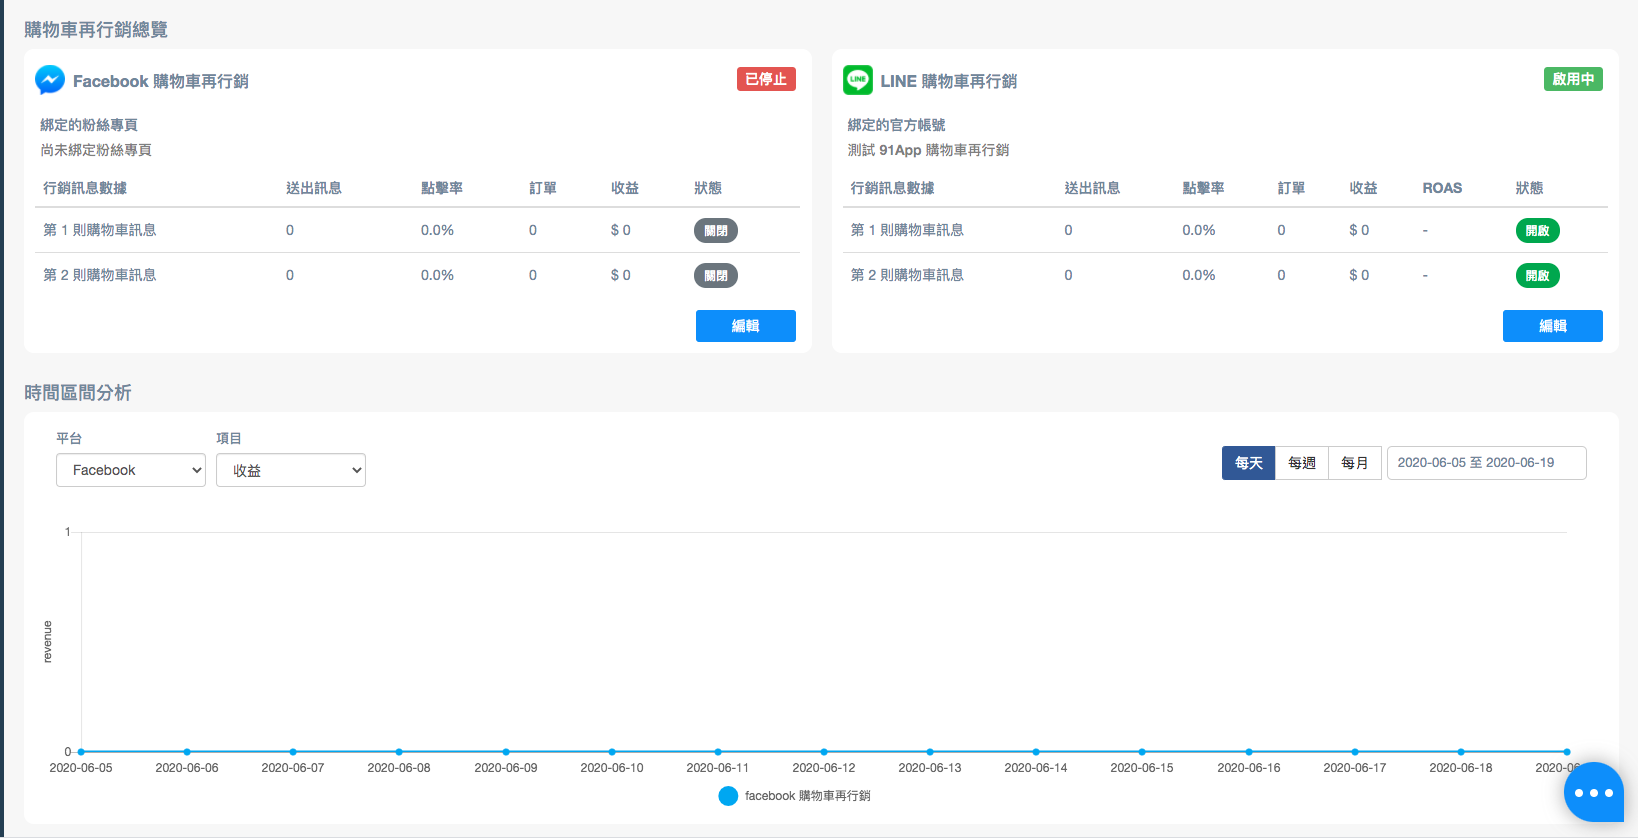 購物車再行銷總覽
Facebook 購物車再行銷
已停止
綁定的粉絲專頁
尚未綁定粉絲專頁
行銷訊息數據 送出訊息 點擊率 訂單 收益 狀態
第 1 則購物車訊息 0 0.0% 0 $ 0 關閉
第 2 則購物車訊息 0 0.0% 0 $ 0 關閉
編輯
LINE
LINE 購物車再行銷
啟用中
綁定的官方帳號
測試 91App 購物車再行銷
行銷訊息數據 送出訊息 點擊率 訂單 收益 ROAS 狀態
第 1 則購物車訊息 0 0.0% 0 $ 0 - 開啟
第 2 則購物車訊息 0 0.0% 0 $ 0 - 開啟
編輯
時間區間分析
平台 項目
Facebook 收益
每天 每週 每月 2020-06-05 至 2020-06-19
1
revenue
0
2020-06-05 2020-06-06 2020-06-07 2020-06-08 2020-06-09 2020-06-10 2020-06-11 2020-06-12 2020-06-13 2020-06-14 2020-06-15 2020-06-16 2020-06-17 2020-06-18 2020-06
facebook 購物車再行銷